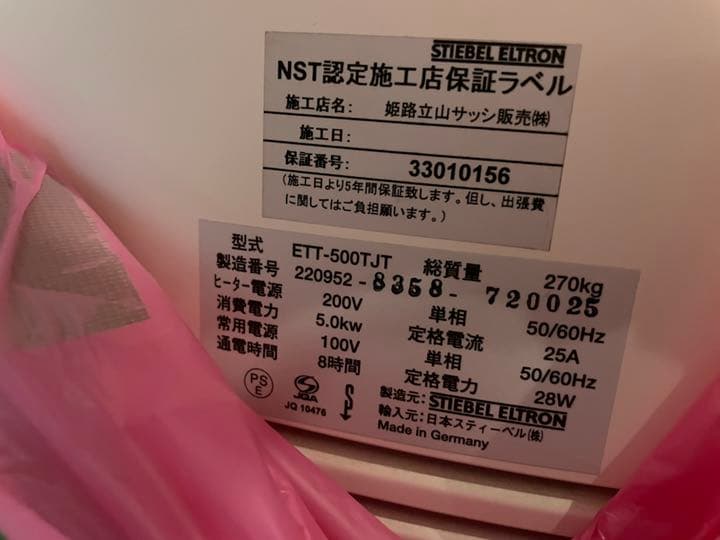 STIEBEL ELTRON
NST認定施工店保証ラベル
施工店名: 姫路立山サッシ販売㈱
施工日:
保証番号: 33010156
(施工日より5年間保証致します。但し、出張費
に関してはご負担願います。)
型式 ETT-500TJT 総質量 270kg
製造番号 220952-8358-720025
ヒーター電源 200V 単相 50/60Hz
消費電力 5.0kw 定格電流 25A
常用電源 100V 単相 50/60Hz
通電時間 8時間 定格電力 28W
PS
E
JQA
JQ 10476
製造元: STIEBEL ELTRON
輸入元: 日本スティーベル㈱
Made in Germany